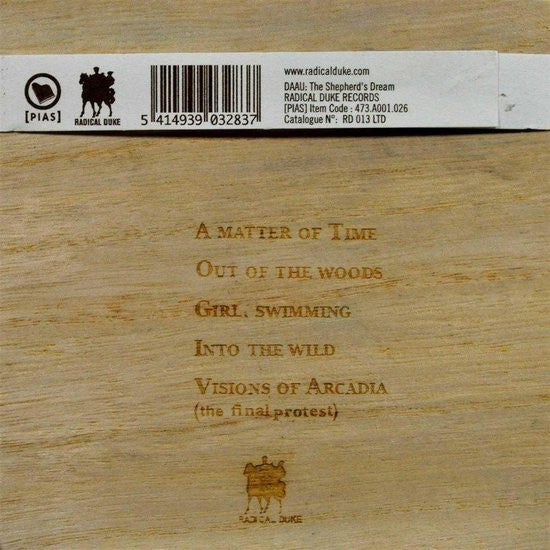 [PIAS]
RADICAL DUKE
5 414939 032837
www.radicalduke.com
DAAU: The Shepherd's Dream
RADICAL DUKE RECORDS
[PIAS] Item Code : 473.A001.026
Catalogue N°: RD 013 LTD
A MATTER OF TIME
OUT OF THE WOODS
GIRL, SWIMMING
INTO THE WILD
VISIONS OF ARCADIA
(the final protest)
RADICAL DUKE